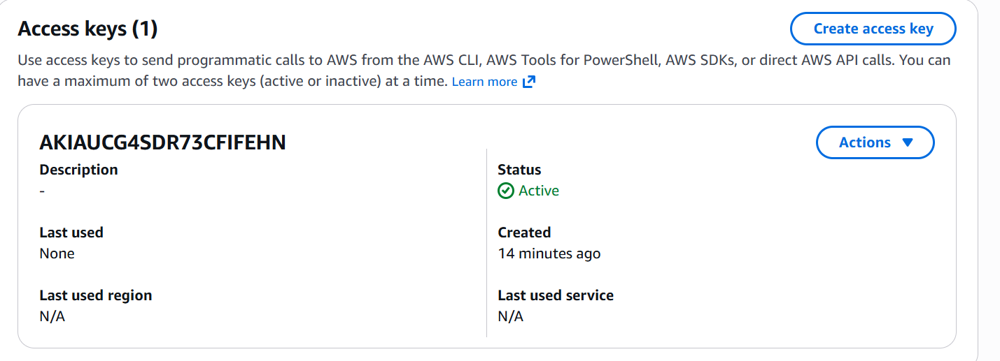 Access keys (1)
Create access key
Use access keys to send programmatic calls to AWS from the AWS CLI, AWS Tools for PowerShell, AWS SDKs, or direct AWS API calls. You can
have a maximum of two access keys (active or inactive) at a time. Learn more
AKIAUCG4SDR73CFIFEHN
Actions
Description
-
Status
Active
Last used
None
Created
14 minutes ago
Last used region
N/A
Last used service
N/A